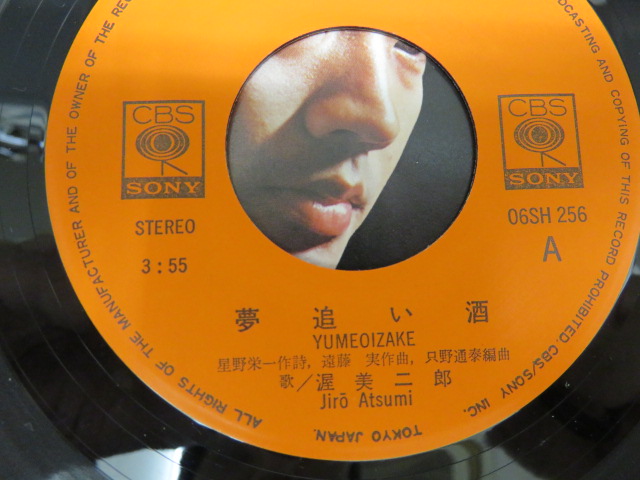 CBS
SONY
STEREO
3:55
CBS
SONY
06SH 256
A
夢追い酒
YUMEOIZAKE
星野栄一作詩, 遠藤 実作曲, 只野通泰編曲
歌／渥美二郎
Jirō Atsumi
ALL RIGHTS OF THE MANUFACTURER AND OF THE OWNER OF THE
COPYING OF THIS RECORD PROHIBITED. CBS/SONY INC.
TOKYO JAPAN.